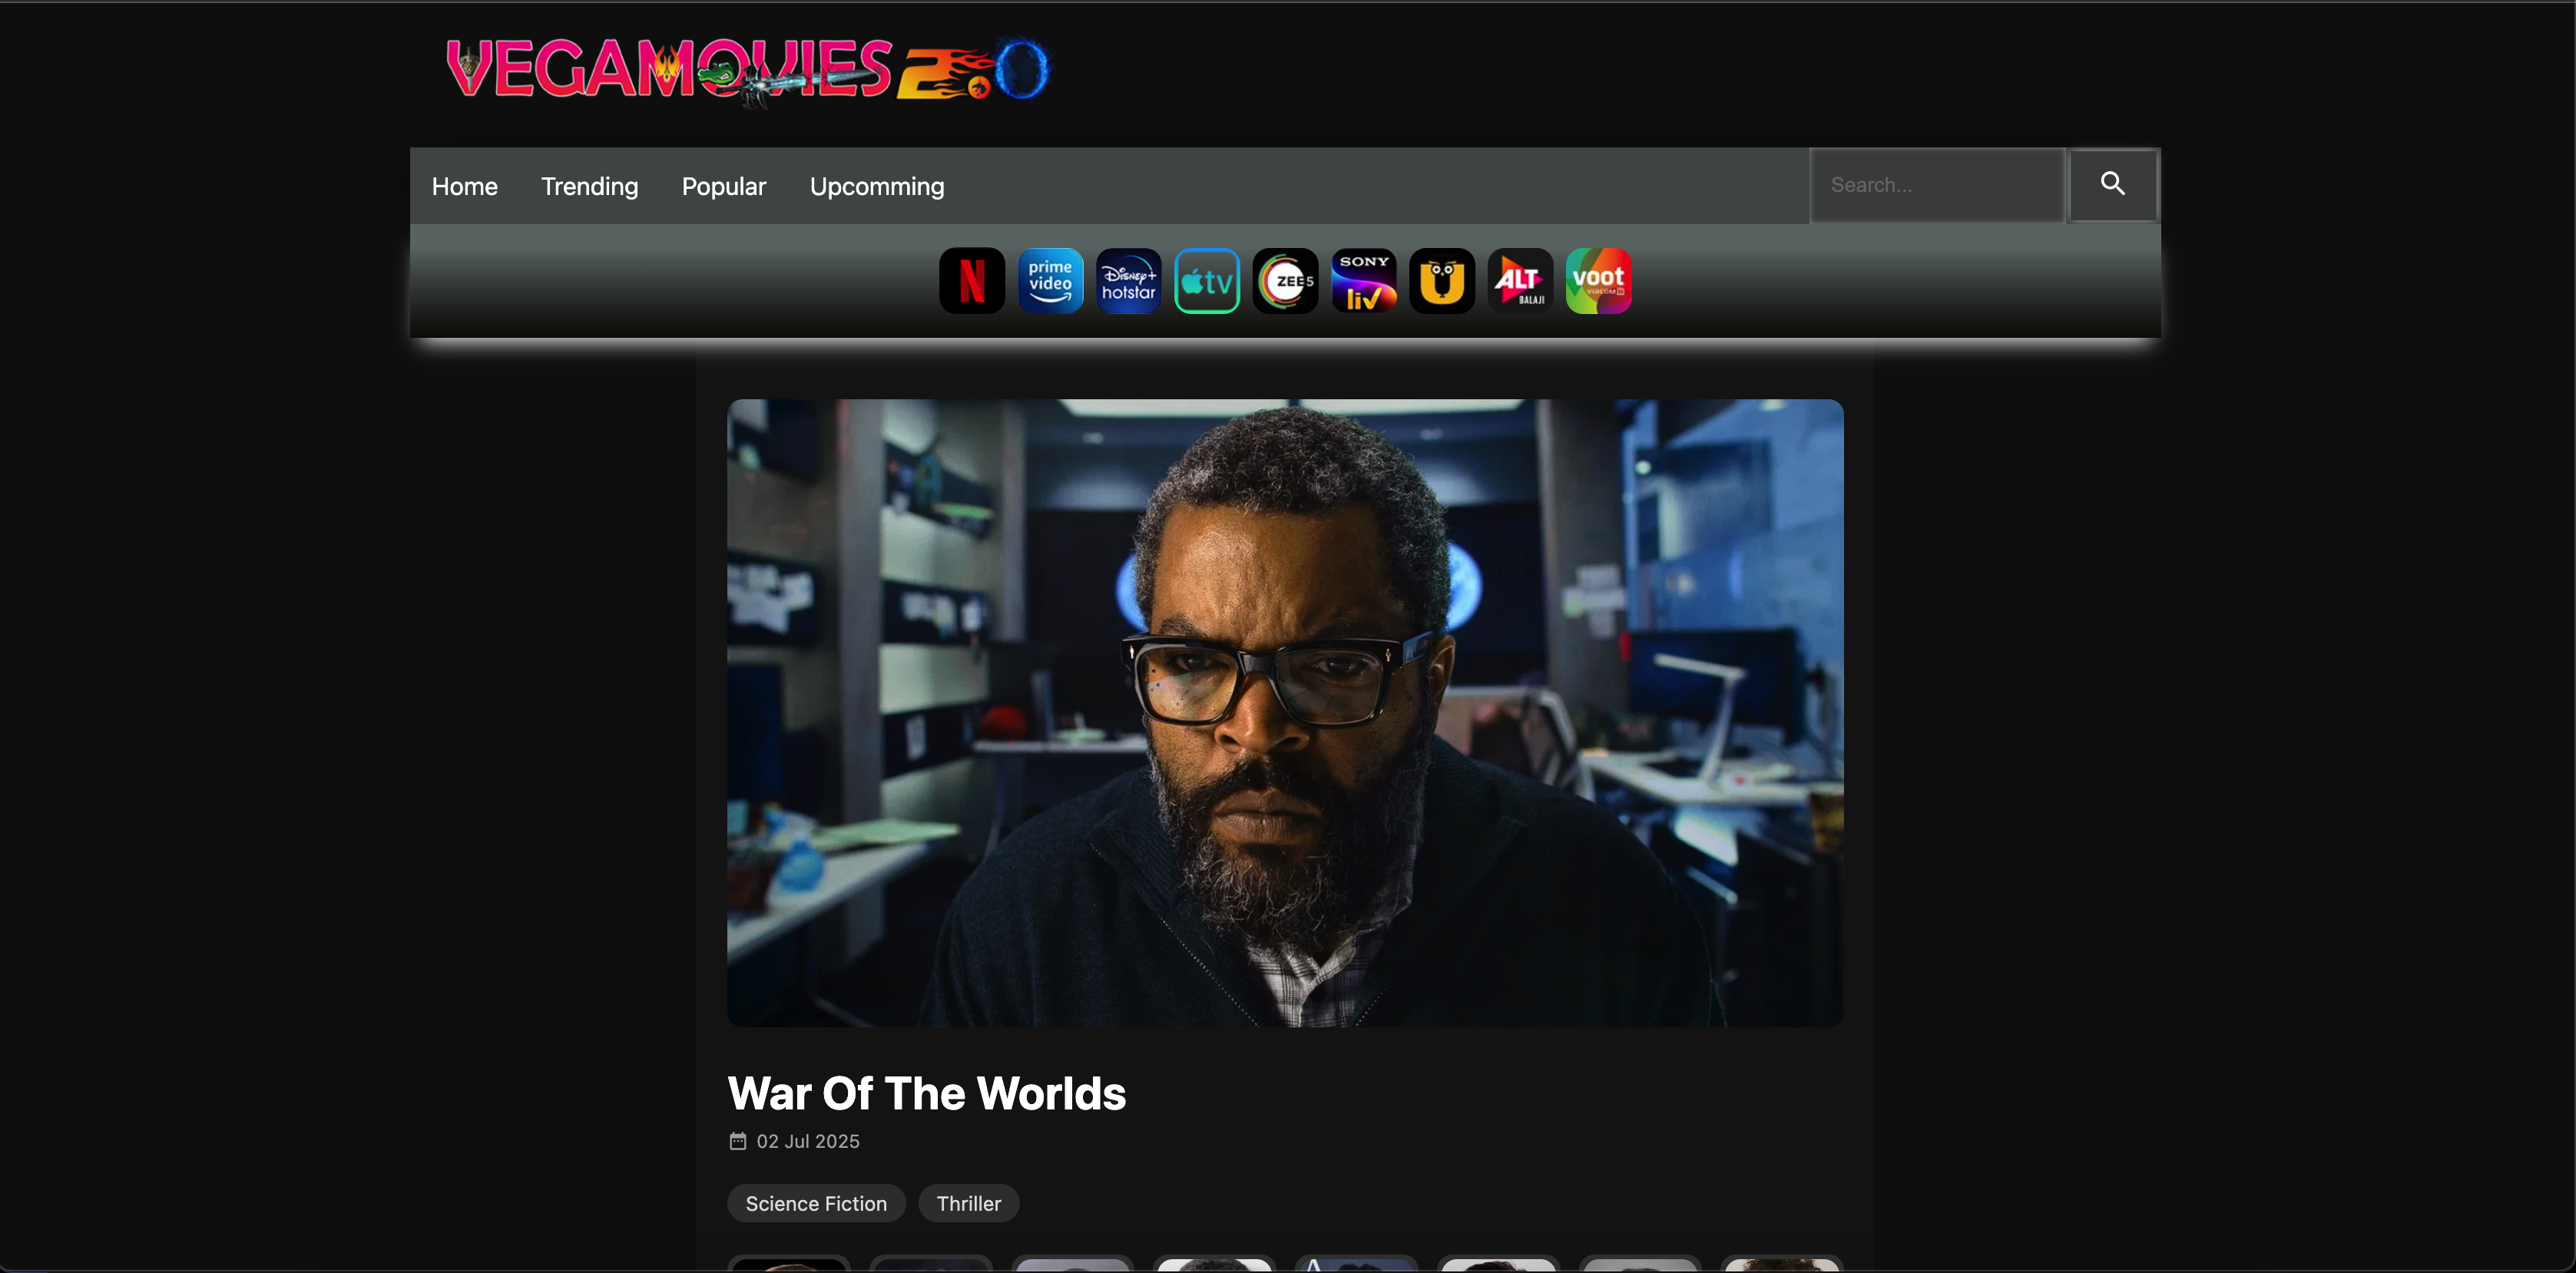 VEGAMOVIES 2.0
Home Trending Popular Upcomming Search...
N prime video Disney+ hotstar tv ZEE5 SONY liv ALT BALAJI voot VIACOM18
War Of The Worlds
02 Jul 2025
Science Fiction Thriller